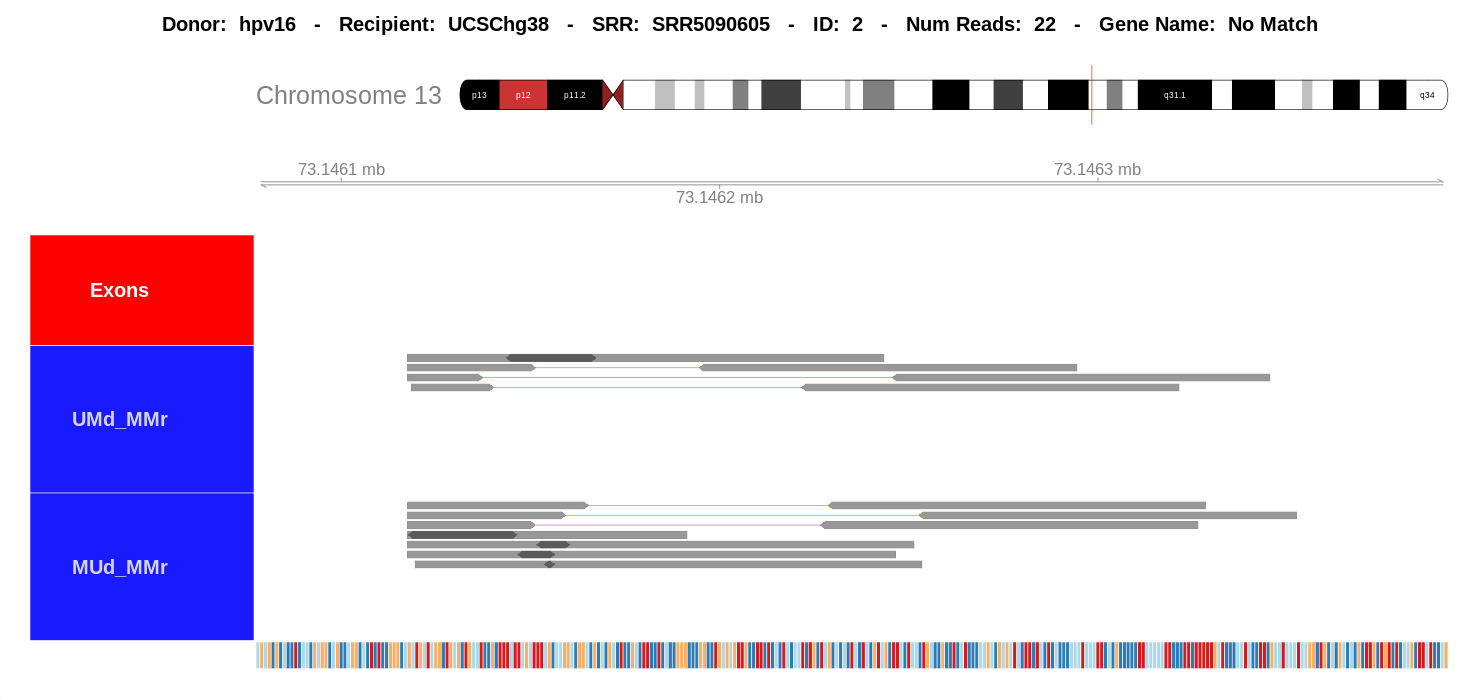 Donor: hpv16 - Recipient: UCSChg38 - SRR: SRR5090605 - ID: 2 - Num Reads: 22 - Gene Name: No Match
Chromosome 13 p13 p12 p11.2 q31.1 q34
73.1461 mb 73.1463 mb
73.1462 mb
Exons
UMd_MMr
MUd_MMr